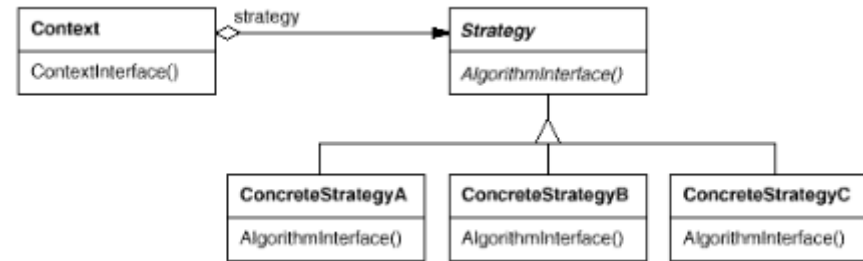 strategy
Context
ContextInterface()
Strategy
AlgorithmInterface()
ConcreteStrategyA
AlgorithmInterface()
ConcreteStrategyB
AlgorithmInterface()
ConcreteStrategyC
AlgorithmInterface()